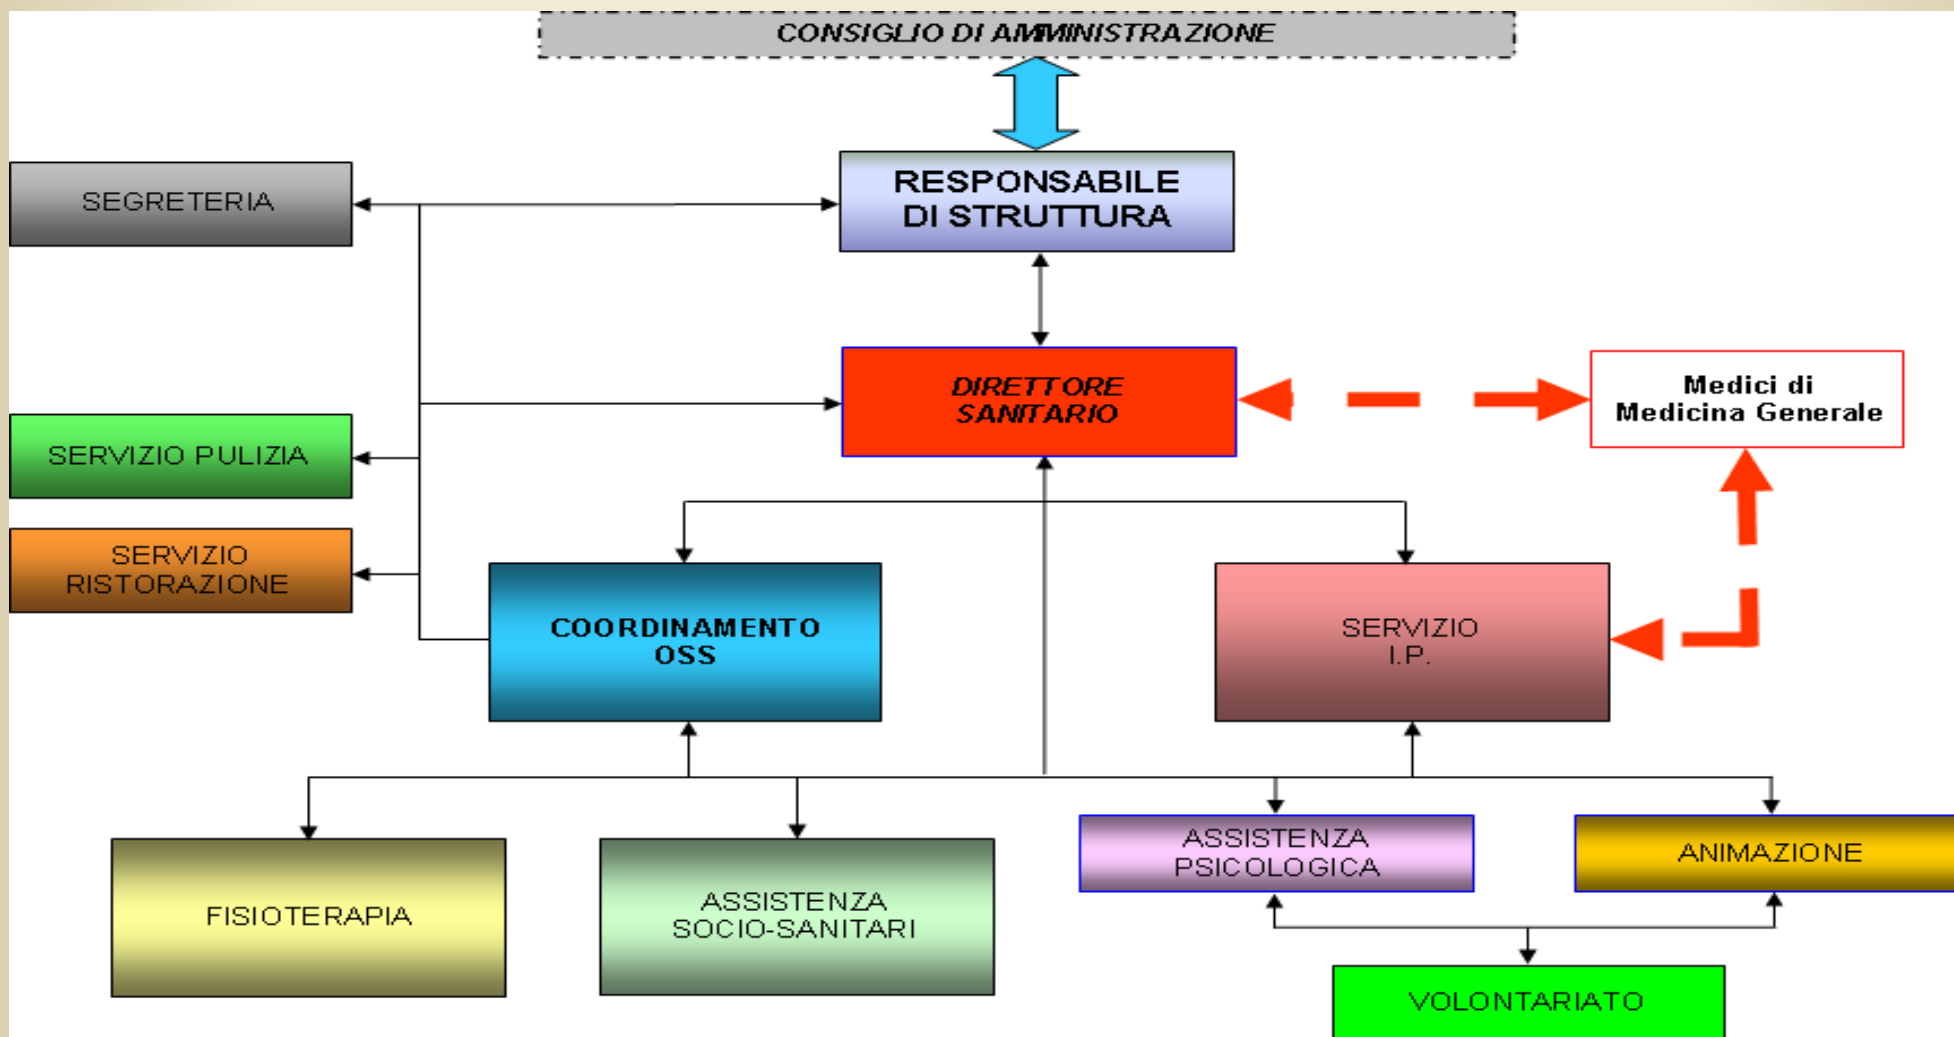 CONSIGLIO DI AMMINISTRAZIONE
SEGRETERIA
RESPONSABILE
DI STRUTTURA
DIRETTORE
SANITARIO
Medici di
Medicina Generale
SERVIZIO PULIZIA
SERVIZIO
RISTORAZIONE
COORDINAMENTO
OSS
SERVIZIO
I.P.
FISIOTERAPIA
ASSISTENZA
SOCIO-SANITARI
ASSISTENZA
PSICOLOGICA
ANIMAZIONE
VOLONTARIATO